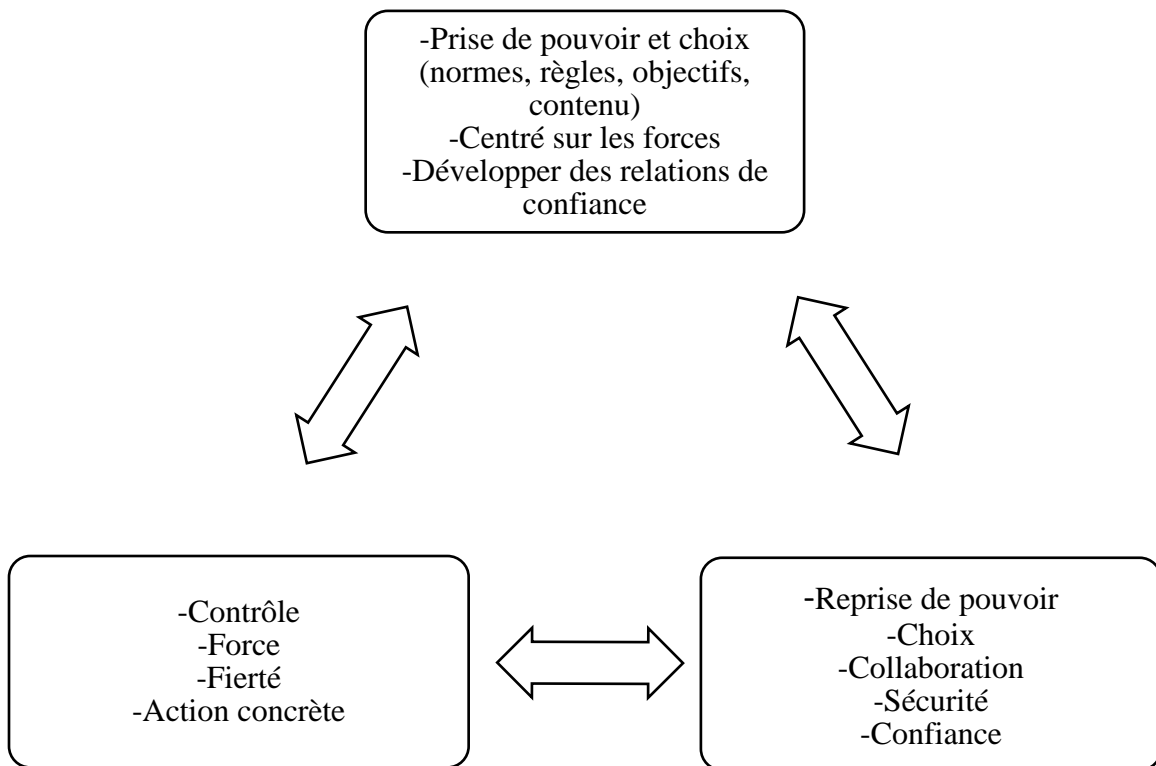 -Prise de pouvoir et choix
(normes, règles, objectifs,
contenu)
-Centré sur les forces
-Développer des relations de
confiance
-Contrôle
-Force
-Fierté
-Action concrète
-Reprise de pouvoir
-Choix
-Collaboration
-Sécurité
-Confiance